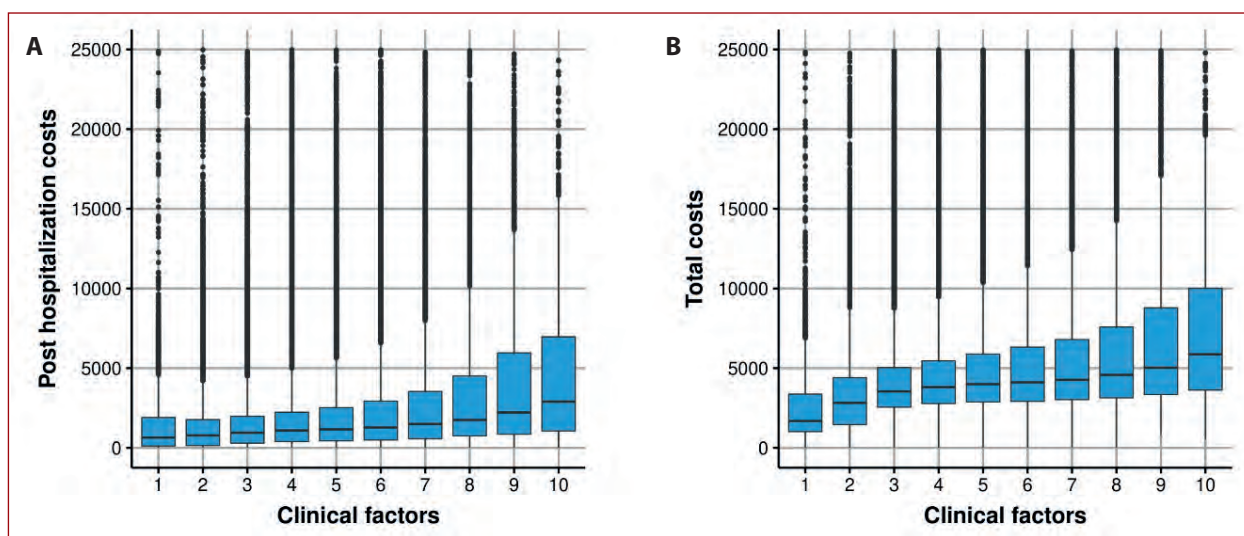 A
Post hospitalization costs
25000
20000
15000
10000
5000
0
1 2 3 4 5 6 7 8 9 10
Clinical factors
B
Total costs
25000
20000
15000
10000
5000
0
1 2 3 4 5 6 7 8 9 10
Clinical factors